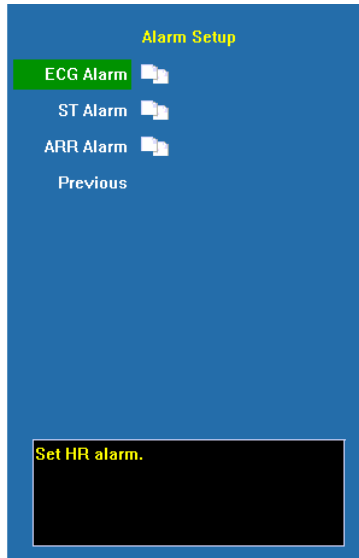 Alarm Setup
ECG Alarm
ST Alarm
ARR Alarm
Previous
Set HR alarm.